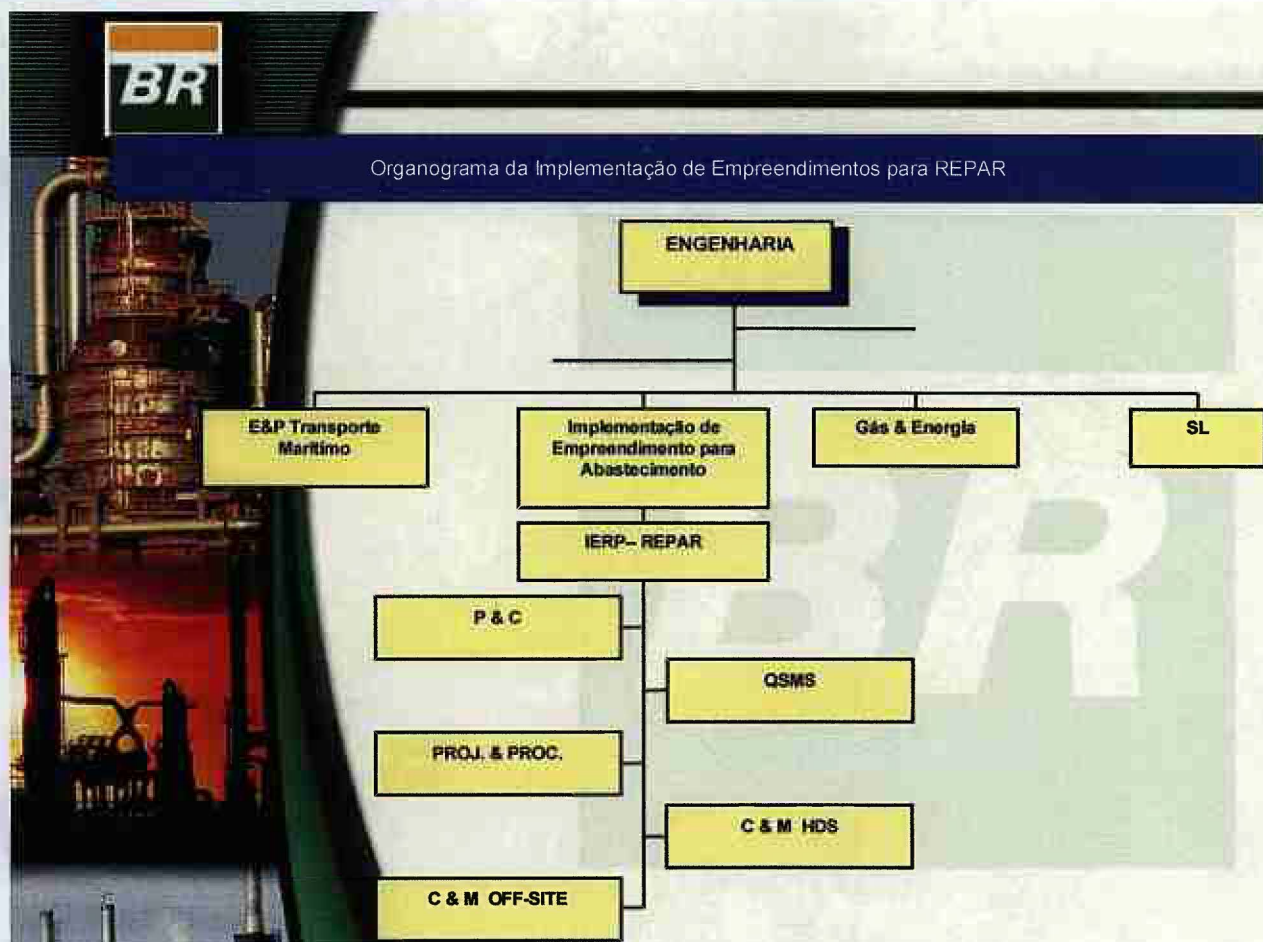 BR
Organograma da Implementação de Empreendimentos para REPAR
ENGENHARIA
E&P Transporte
Marítimo
Implementação de
Empreendimento para
Abastecimento
Gás & Energia
SL
IERP– REPAR
P & C
QSMS
PROJ. & PROC.
C & M HDS
C & M OFF-SITE
BR